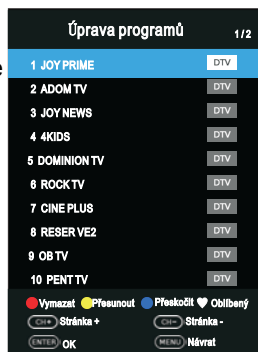 Úprava programů 1/2
1 JOY PRIME DTV
2 ADOM TV DTV
3 JOY NEWS DTV
4 4KIDS DTV
5 DOMINION TV DTV
6 ROCK TV DTV
7 CINE PLUS DTV
8 RESER VE2 DTV
9 OB TV DTV
10 PENT TV DTV
Vymazat Přesunout Přeskočit Oblíbený
CH+ Stránka + CH- Stránka -
ENTER OK MENU Návrat